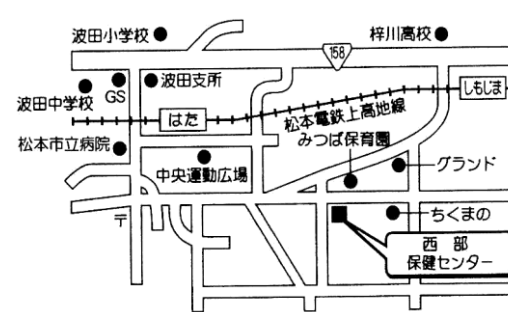 波田小学校
158
梓川高校
波田中学校
GS
波田支所
しもじま
はた
松本電鉄上高地線
松本市立病院
みつば保育園
中央運動広場
グランド
〒
ちくまの
西部
保健センター